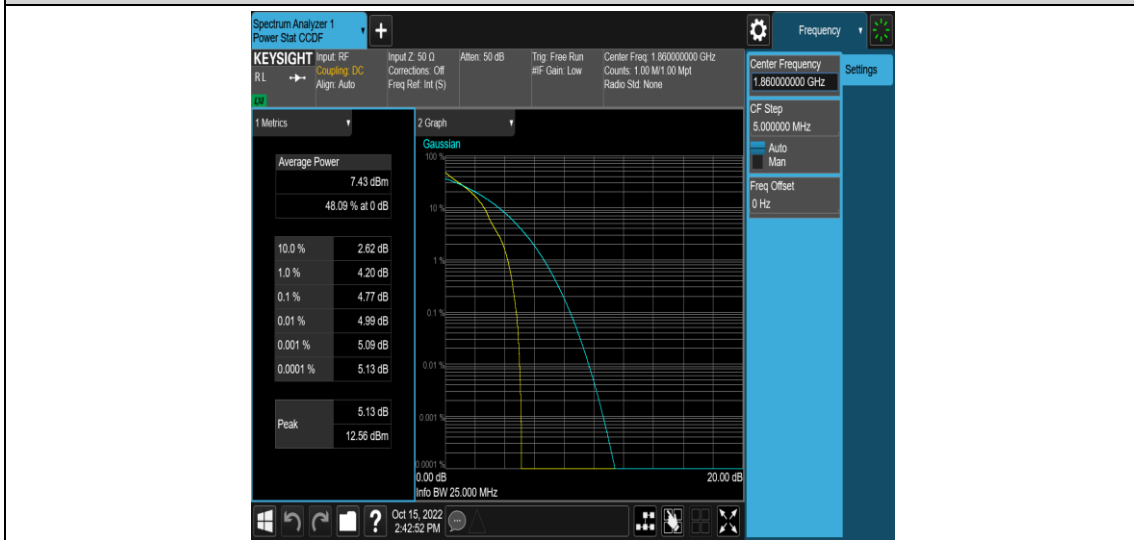 Spectrum Analyzer 1
Power Stat CCDF
Frequency
KEYSIGHT
RL
Input: RF
Coupling: DC
Align: Auto
Input Z: 50 Ω
Corrections: Off
Freq Ref: Int (S)
Atten: 50 dB
Trig: Free Run
#IF Gain: Low
Center Freq: 1.860000000 GHz
Counts: 1.00 M/1.00 Mpt
Radio Std: None
Center Frequency
1.860000000 GHz
Settings
CF Step
5.000000 MHz
Auto
Man
Freq Offset
0 Hz
1 Metrics
Average Power
7.43 dBm
48.09 % at 0 dB
10.0 % 2.62 dB
1.0 % 4.20 dB
0.1 % 4.77 dB
0.01 % 4.99 dB
0.001 % 5.09 dB
0.0001 % 5.13 dB
Peak
5.13 dB
12.56 dBm
2 Graph
Gaussian
100 %
10 %
1 %
0.1 %
0.01 %
0.001 %
0.0001 %
0.00 dB 20.00 dB
Info BW 25.000 MHz
?
Oct 15, 2022
2:42:52 PM